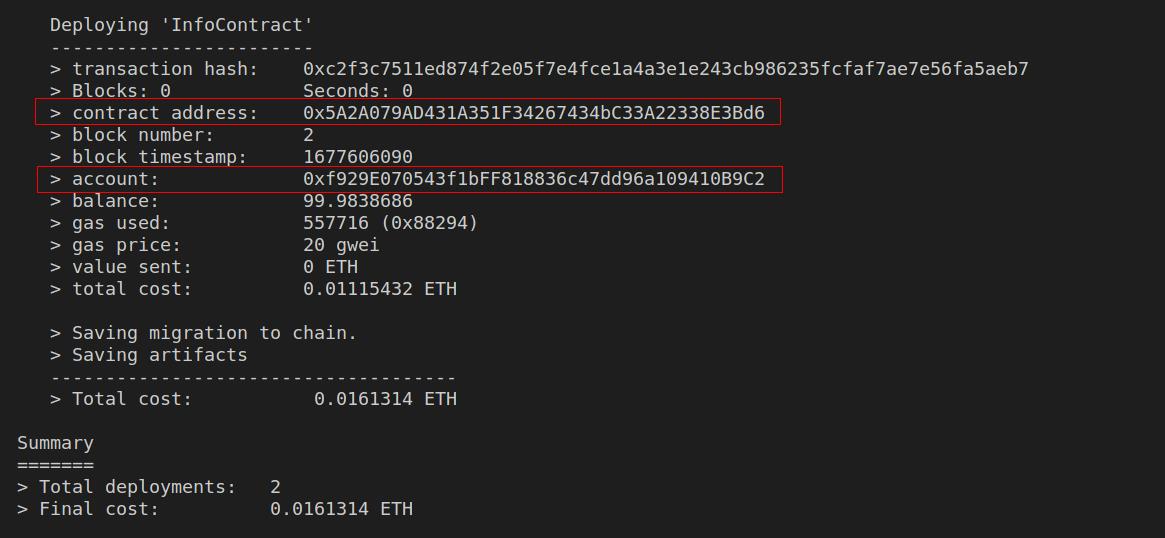 Deploying 'InfoContract'
------------------------
> transaction hash:    0xc2f3c7511ed874f2e05f7e4fce1a4a3e1e243cb986235fcfaf7ae7e56fa5aeb7
> Blocks: 0            Seconds: 0
> contract address:    0x5A2A079AD431A351F34267434bC33A22338E3Bd6
> block number:        2
> block timestamp:     1677606090
> account:             0xf929E070543f1bFF818836c47dd96a109410B9C2
> balance:             99.9838686
> gas used:            557716 (0x88294)
> gas price:           20 gwei
> value sent:          0 ETH
> total cost:          0.01115432 ETH
> Saving migration to chain.
> Saving artifacts
-------------------------------------
> Total cost:           0.0161314 ETH
Summary
=======
> Total deployments:   2
> Final cost:          0.0161314 ETH